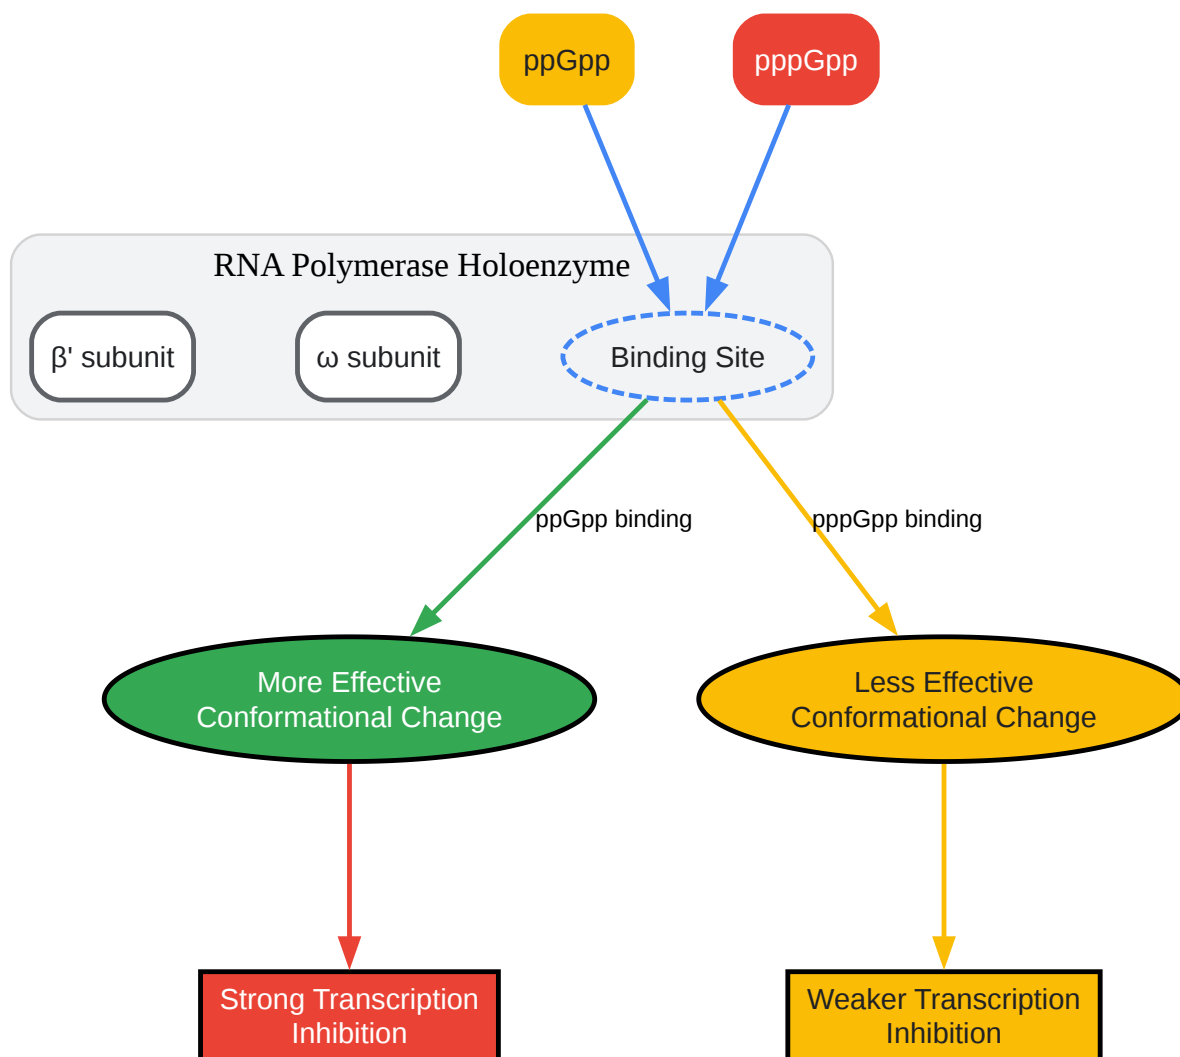 ppGpp
pppGpp
RNA Polymerase Holoenzyme
β' subunit
ω subunit
Binding Site
ppGpp binding
pppGpp binding
More Effective
Conformational Change
Less Effective
Conformational Change
Strong Transcription
Inhibition
Weaker Transcription
Inhibition